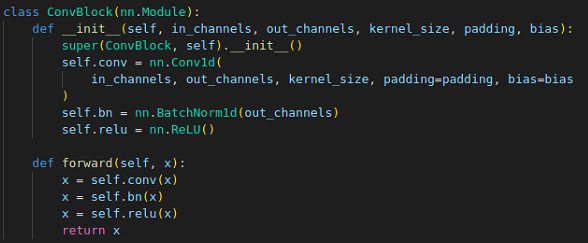 class ConvBlock(nn.Module):
    def __init__(self, in_channels, out_channels, kernel_size, padding, bias):
        super(ConvBlock, self).__init__()
        self.conv = nn.Conv1d(
            in_channels, out_channels, kernel_size, padding=padding, bias=bias
        )
        self.bn = nn.BatchNorm1d(out_channels)
        self.relu = nn.ReLU()

    def forward(self, x):
        x = self.conv(x)
        x = self.bn(x)
        x = self.relu(x)
        return x